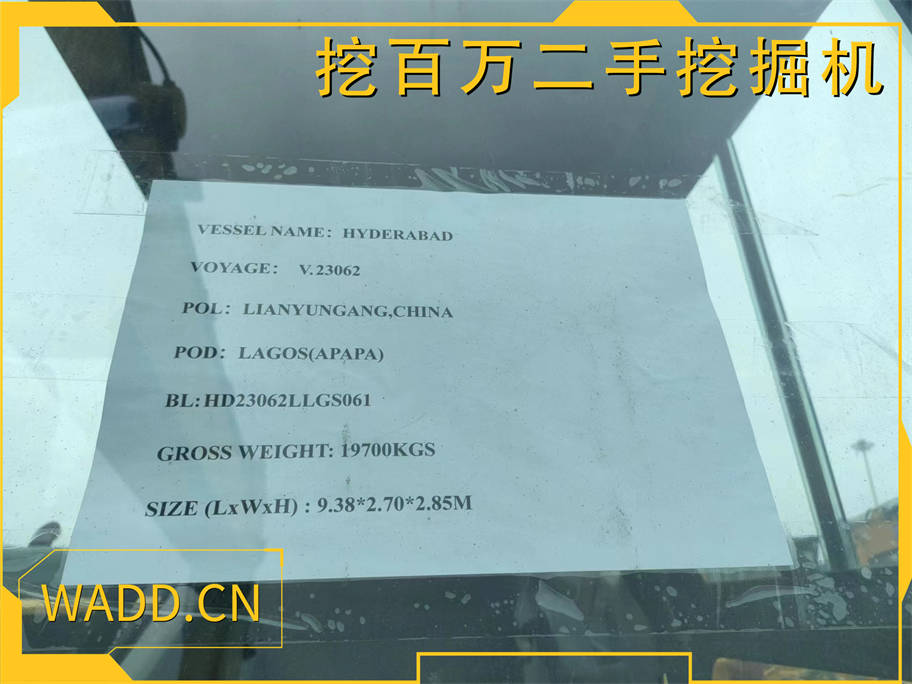 挖百万二手挖掘机
VESSEL NAME: HYDERABAD
VOYAGE: V.23062
POL: LIANYUNGANG,CHINA
POD: LAGOS(APAPA)
BL:HD23062LLGS061
GROSS WEIGHT: 19700KGS
SIZE (LxWxH) : 9.38*2.70*2.85M
WADD.CN